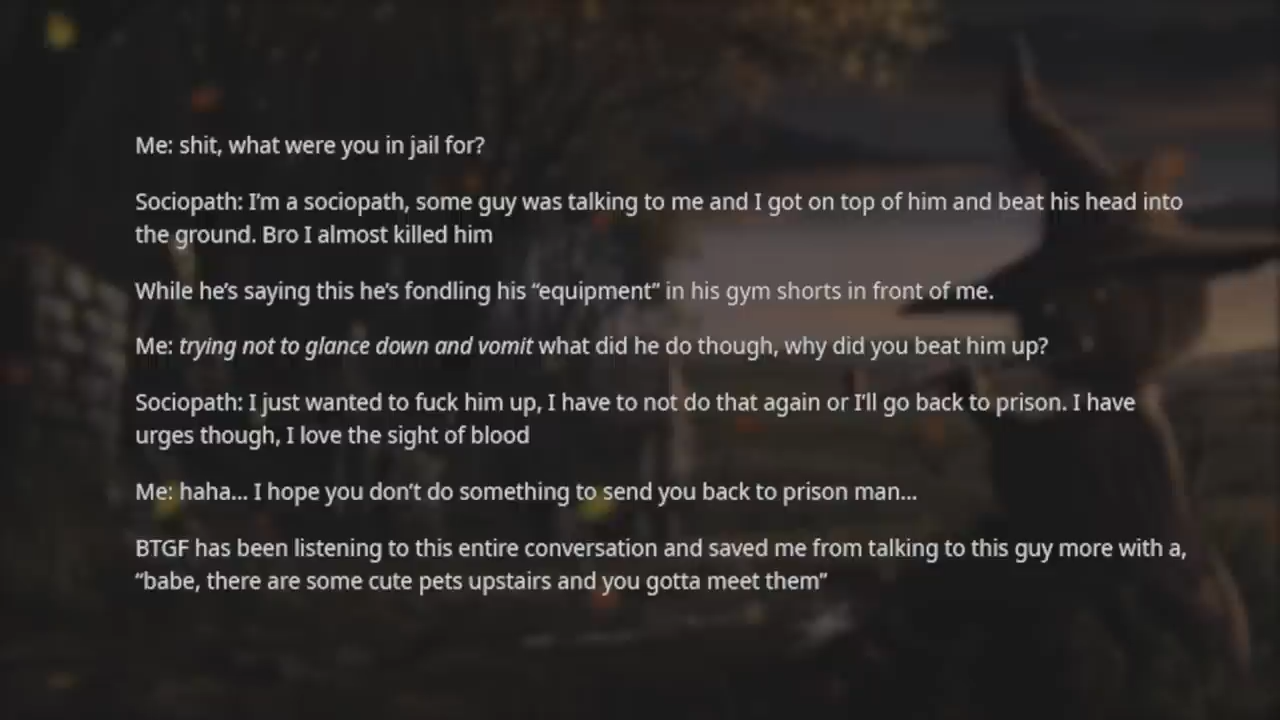 Me: shit, what were you in jail for?
Sociopath: I’m a sociopath, some guy was talking to me and I got on top of him and beat his head into
the ground. Bro I almost killed him
While he’s saying this he’s fondling his “equipment” in his gym shorts in front of me.
Me: trying not to glance down and vomit what did he do though, why did you beat him up?
Sociopath: I just wanted to fuck him up, I have to not do that again or I’ll go back to prison. I have
urges though, I love the sight of blood
Me: haha... I hope you don’t do something to send you back to prison man...
BTGF has been listening to this entire conversation and saved me from talking to this guy more with a,
“babe, there are some cute pets upstairs and you gotta meet them”